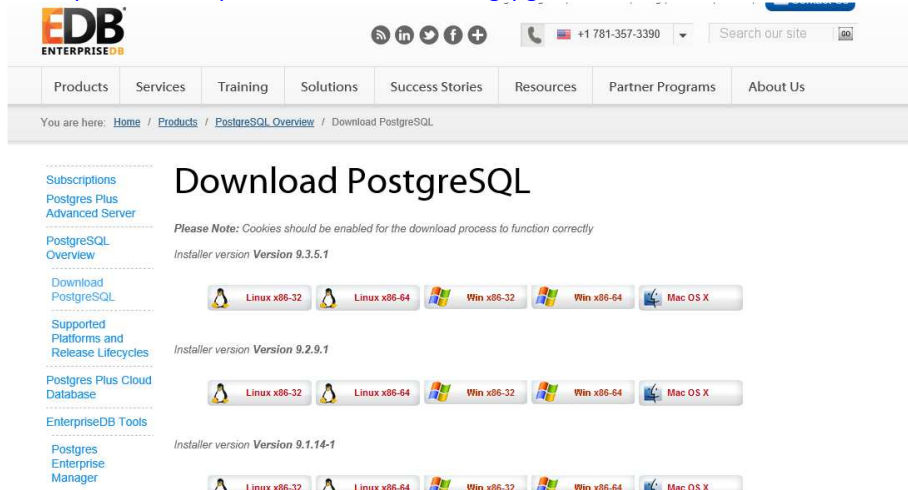 EDB
ENTERPRISEDB
+1 781-357-3390
Search our site
GO
Products Services Training Solutions Success Stories Resources Partner Programs About Us
You are here: Home / Products / PostgreSQL Overview / Download PostgreSQL
Subscriptions
Postgres Plus
Advanced Server
PostgreSQL
Overview
Download
PostgreSQL
Supported
Platforms and
Release Lifecycles
Postgres Plus Cloud
Database
EnterpriseDB Tools
Postgres
Enterprise
Manager
Download PostgreSQL
Please Note: Cookies should be enabled for the download process to function correctly
Installer version Version 9.3.5.1
Linux x86-32 Linux x86-64 Win x86-32 Win x86-64 Mac OS X
Installer version Version 9.2.9.1
Linux x86-32 Linux x86-64 Win x86-32 Win x86-64 Mac OS X
Installer version Version 9.1.14-1
Linux x86-32 Linux x86-64 Win x86-32 Win x86-64 Mac OS X